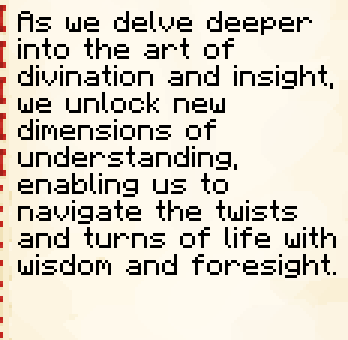 As we delve deeper
into the art of
divination and insight,
we unlock new
dimensions of
understanding,
enabling us to
navigate the twists
and turns of life with
wisdom and foresight.